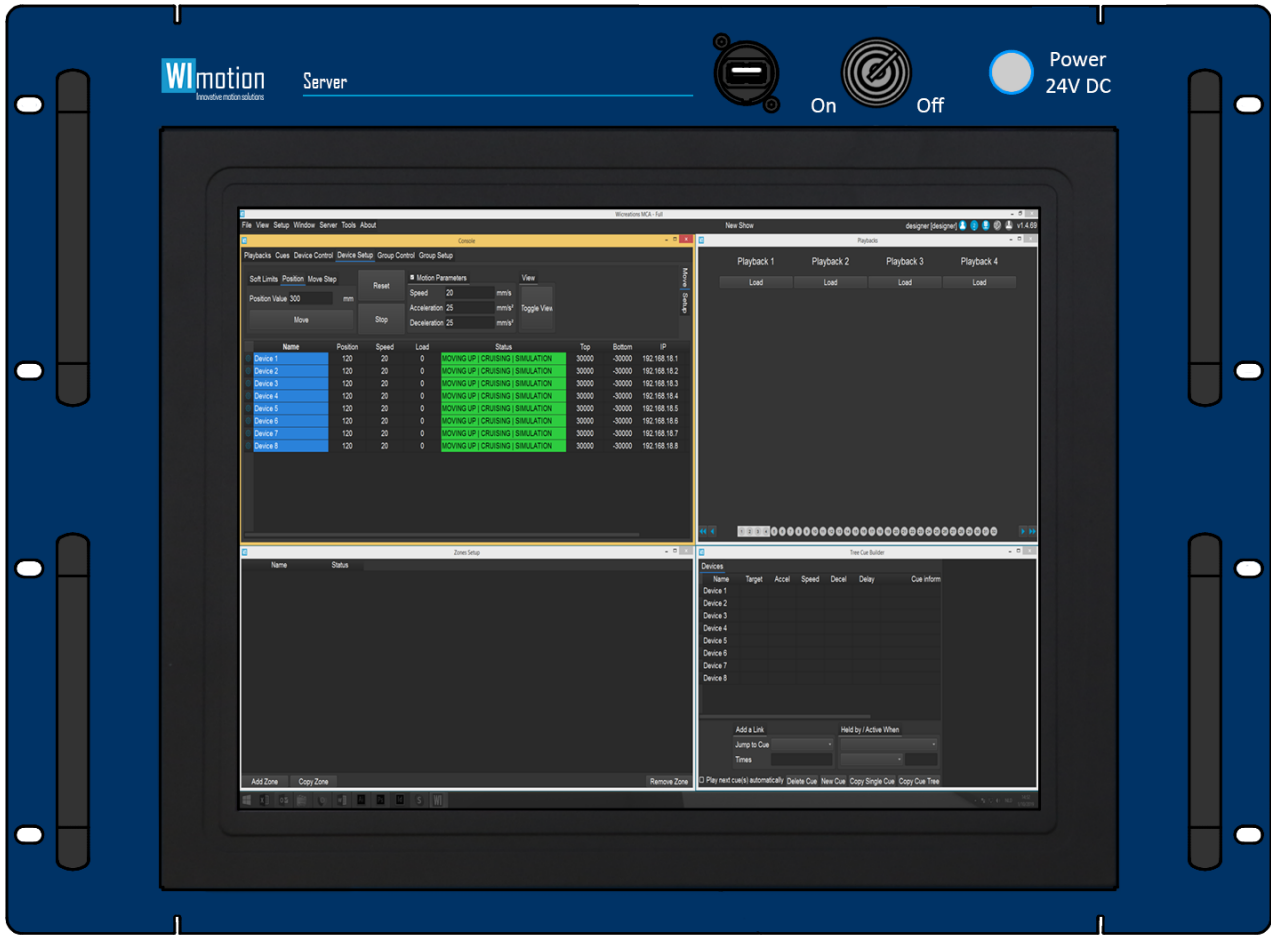 WImotion
Innovative motion solutions
Server
On
Off
Power
24V DC
Wicreations MCA - Full
File View Setup Window Server Tools About
New Show
designer [designer]
v1.4.69
Console
Playbacks Cues Device Control Device Setup Group Control Group Setup
Soft Limits Position Move Step
Position Value 300 mm
Move
Reset
Stop
Motion Parameters
Speed 20 mm/s
Acceleration 25 mm/s²
Deceleration 25 mm/s²
View
Toggle View
Move
Setup
Name Position Speed Load Status Top Bottom IP
Device 1 120 20 0 MOVING UP | CRUISING | SIMULATION 30000 -30000 192.168.18.1
Device 2 120 20 0 MOVING UP | CRUISING | SIMULATION 30000 -30000 192.168.18.2
Device 3 120 20 0 MOVING UP | CRUISING | SIMULATION 30000 -30000 192.168.18.3
Device 4 120 20 0 MOVING UP | CRUISING | SIMULATION 30000 -30000 192.168.18.4
Device 5 120 20 0 MOVING UP | CRUISING | SIMULATION 30000 -30000 192.168.18.5
Device 6 120 20 0 MOVING UP | CRUISING | SIMULATION 30000 -30000 192.168.18.6
Device 7 120 20 0 MOVING UP | CRUISING | SIMULATION 30000 -30000 192.168.18.7
Device 8 120 20 0 MOVING UP | CRUISING | SIMULATION 30000 -30000 192.168.18.8
Playbacks
Playback 1 Playback 2 Playback 3 Playback 4
Load Load Load Load
Zones Setup
Name Status
Add Zone Copy Zone Remove Zone
Tree Cue Builder
Devices
Name Target Accel Speed Decel Delay Cue inform
Device 1
Device 2
Device 3
Device 4
Device 5
Device 6
Device 7
Device 8
Add a Link Held by / Active When
Jump to Cue
Times
Play next cue(s) automatically Delete Cue New Cue Copy Single Cue Copy Cue Tree